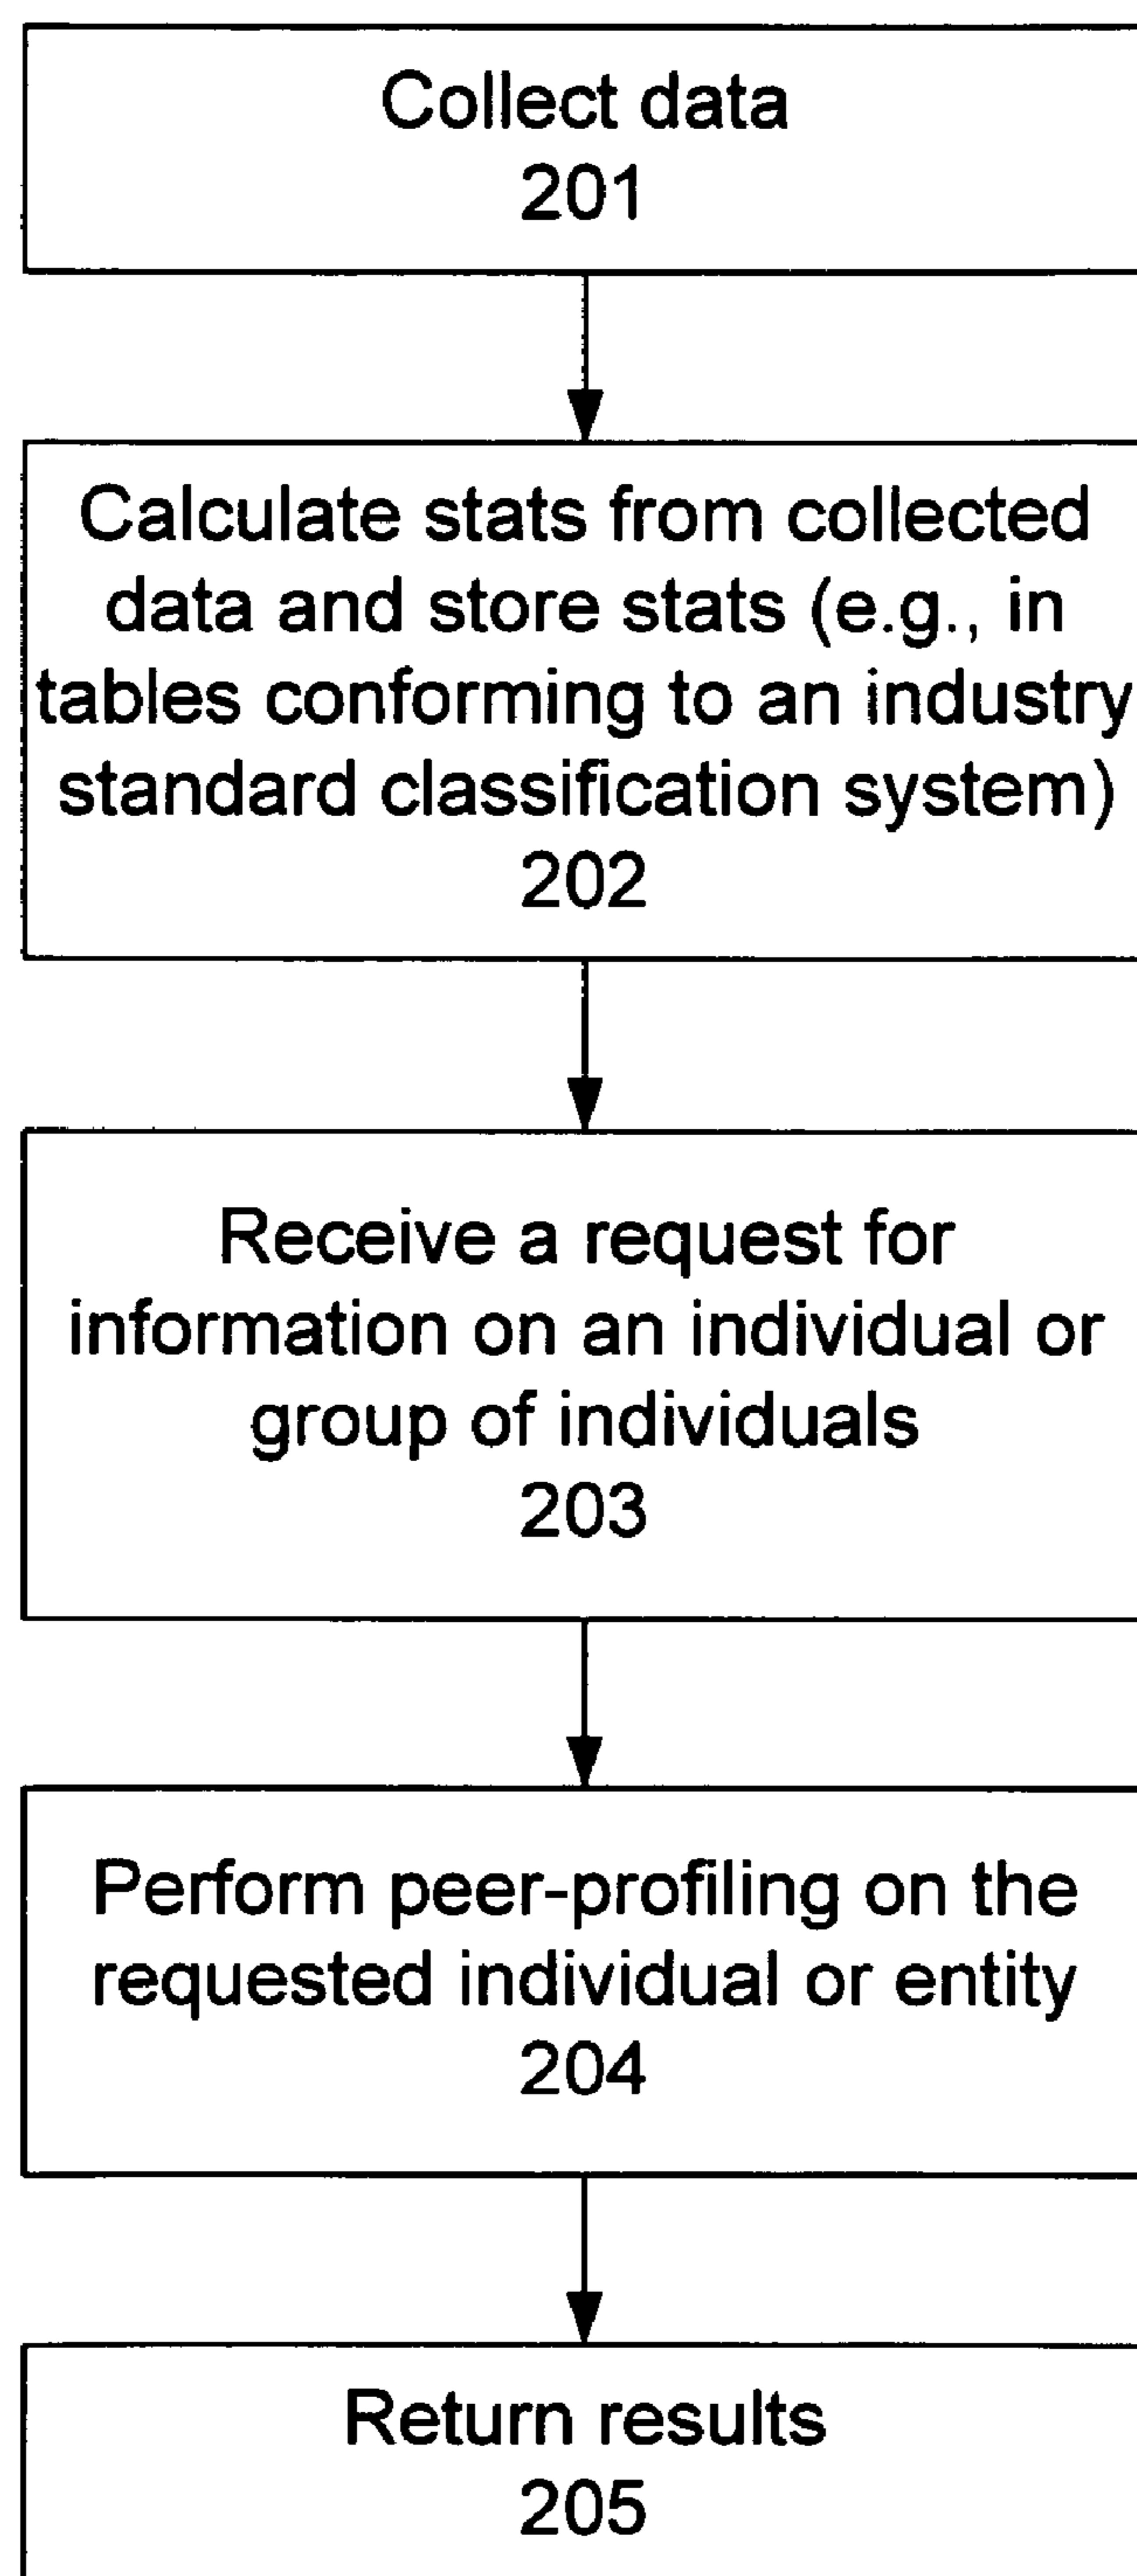 Collect data
201
Calculate stats from collected
data and store stats (e.g., in
tables conforming to an industry
standard classification system)
202
Receive a request for
information on an individual or
group of individuals
203
Perform peer-profiling on the
requested individual or entity
204
Return results
205